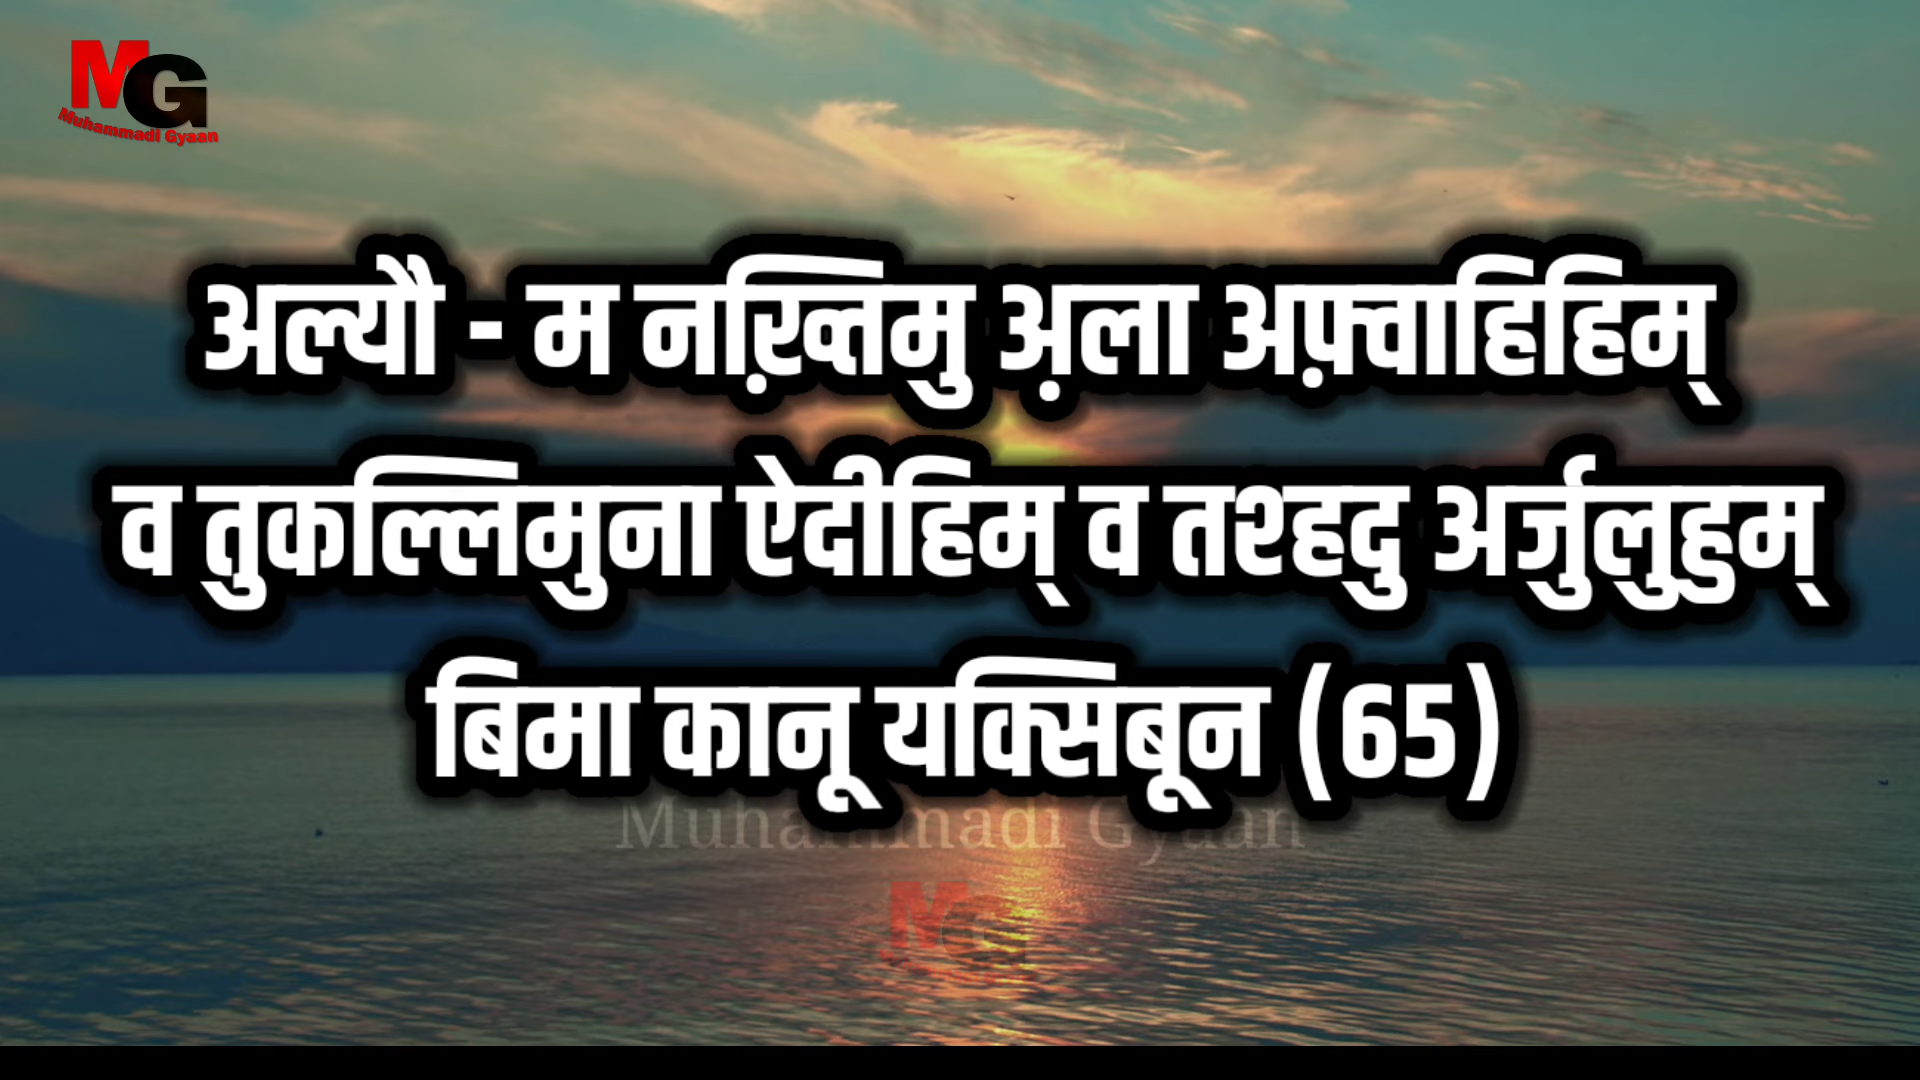 MG
Muhammadi Gyaan
अल्यौ - म नख़्तिमु अ़ला अफ़्वाहिहिम्
व तुकल्लिमुना ऐदीहिम् व तश्हदु अर्जुलुहुम्
बिमा कानू यक्सिबून (65)
Muhammadi Gyaan
MG